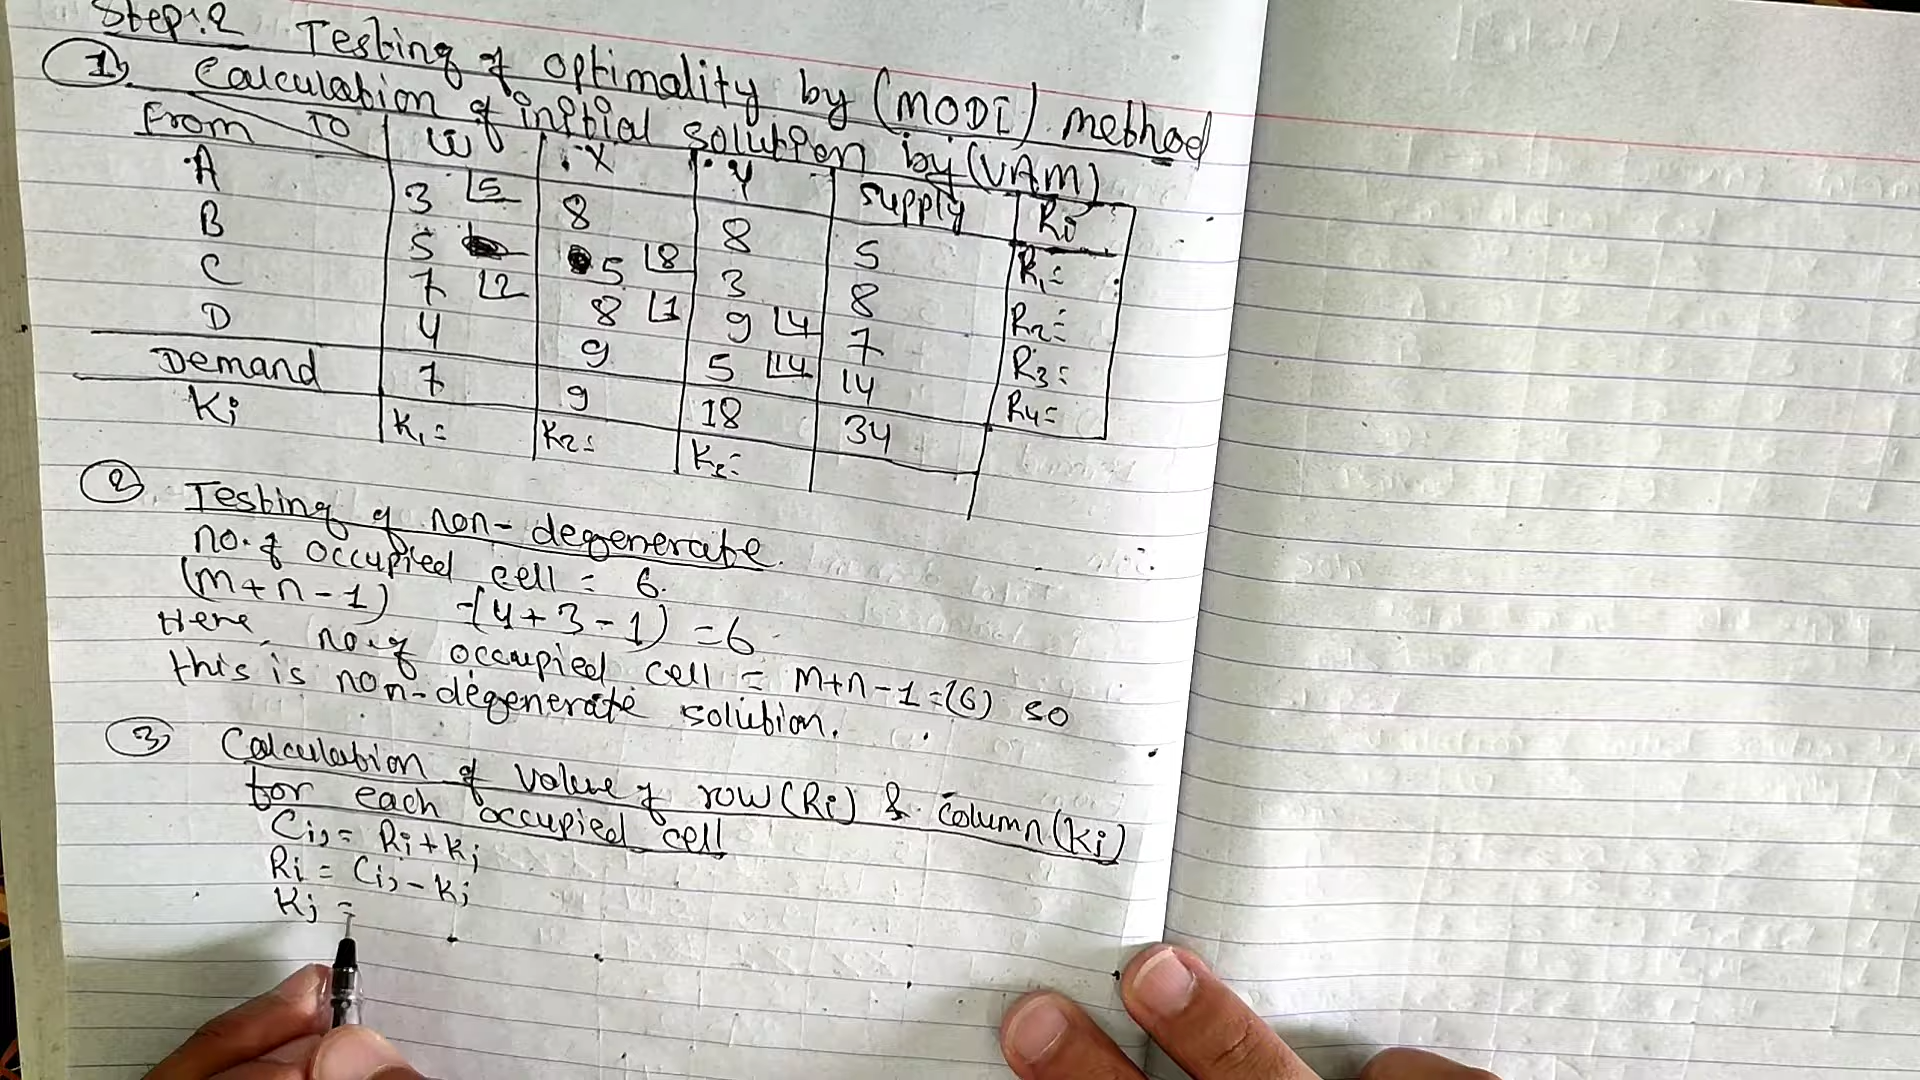 Step:2 Testing of optimality by (MODI) method
1) Calculation of initial solution by (VAM)
From TO W X Y Supply Ri
A 3 5 8 8 5 R1=
B 5 5 8 3 8 R2=
C 7 2 8 1 9 4 7 R3=
D 4 9 5 14 14 R4=
Demand 7 9 18 34
Kj K1= K2= K3=
2) Testing of non-degenerate.
no. of occupied cell = 6.
(m+n-1) =(4+3-1) =6.
Here, no. of occupied cell = m+n-1=(6) so
this is non-degenerate solution.
3) Calculation of value of row (Ri) & column (Ki)
for each occupied cell
Cij = Ri+Kj
Ri = Cij - Kj
Kj =